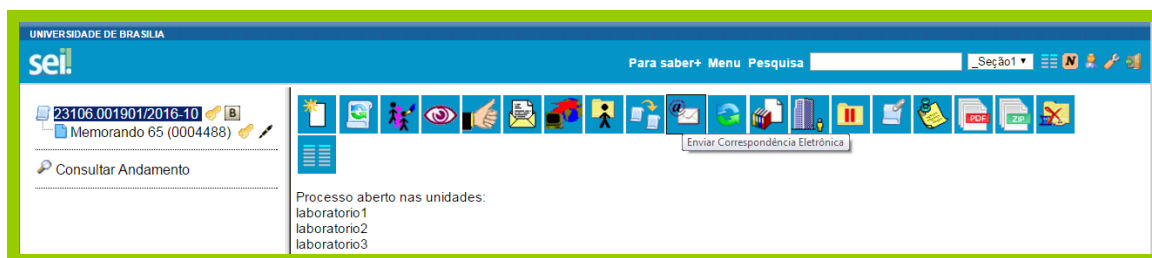 UNIVERSIDADE DE BRASILIA
sei!
Para saber+ Menu Pesquisa
_Seção1
N
23106.001901/2016-10
B
Memorando 65 (0004488)
Consultar Andamento
@
PDF
ZIP
Enviar Correspondência Eletrônica
Processo aberto nas unidades:
laboratorio1
laboratorio2
laboratorio3